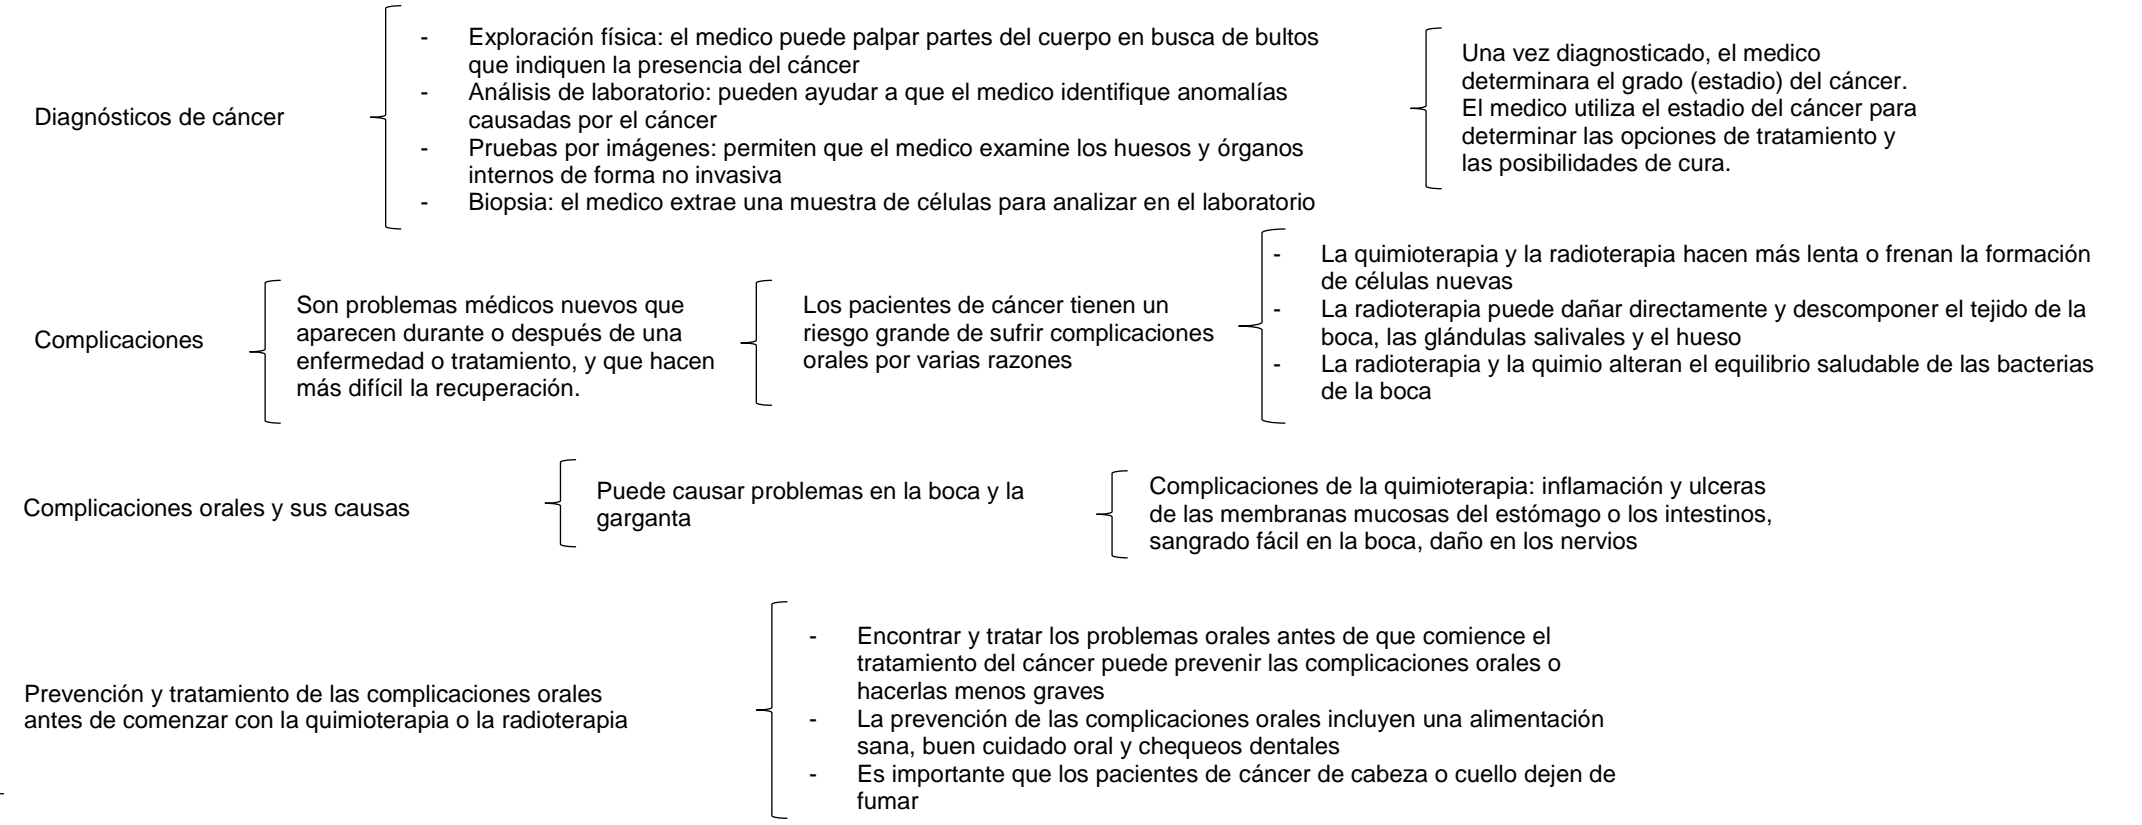 Diagnósticos de cáncer
- Exploración física: el medico puede palpar partes del cuerpo en busca de bultos
que indiquen la presencia del cáncer
- Análisis de laboratorio: pueden ayudar a que el medico identifique anomalías
causadas por el cáncer
- Pruebas por imágenes: permiten que el medico examine los huesos y órganos
internos de forma no invasiva
- Biopsia: el medico extrae una muestra de células para analizar en el laboratorio
Una vez diagnosticado, el medico
determinara el grado (estadio) del cáncer.
El medico utiliza el estadio del cáncer para
determinar las opciones de tratamiento y
las posibilidades de cura.
Complicaciones
Son problemas médicos nuevos que
aparecen durante o después de una
enfermedad o tratamiento, y que hacen
más difícil la recuperación.
Los pacientes de cáncer tienen un
riesgo grande de sufrir complicaciones
orales por varias razones
- La quimioterapia y la radioterapia hacen más lenta o frenan la formación
de células nuevas
- La radioterapia puede dañar directamente y descomponer el tejido de la
boca, las glándulas salivales y el hueso
- La radioterapia y la quimio alteran el equilibrio saludable de las bacterias
de la boca
Complicaciones orales y sus causas
Puede causar problemas en la boca y la
garganta
Complicaciones de la quimioterapia: inflamación y ulceras
de las membranas mucosas del estómago o los intestinos,
sangrado fácil en la boca, daño en los nervios
Prevención y tratamiento de las complicaciones orales
antes de comenzar con la quimioterapia o la radioterapia
- Encontrar y tratar los problemas orales antes de que comience el
tratamiento del cáncer puede prevenir las complicaciones orales o
hacerlas menos graves
- La prevención de las complicaciones orales incluyen una alimentación
sana, buen cuidado oral y chequeos dentales
- Es importante que los pacientes de cáncer de cabeza o cuello dejen de
fumar